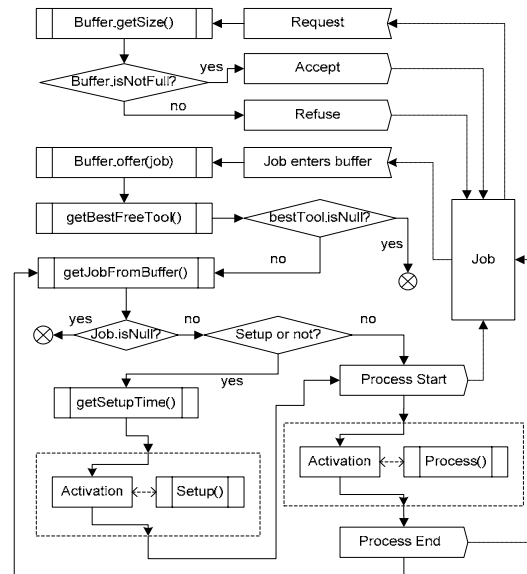 Buffer.getSize()
Request
Buffer.isNotFull?
yes
Accept
no
Refuse
Buffer.offer(job)
Job enters buffer
getBestFreeTool()
bestTool.isNull?
Job
yes
no
getJobFromBuffer()
yes
Job.isNull?
no
Setup or not?
no
yes
Process Start
getSetupTime()
Activation
Setup()
Activation
Process()
Process End